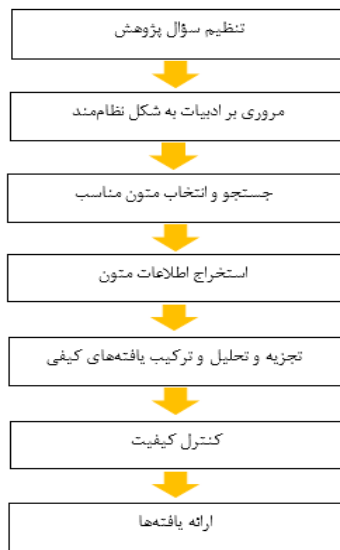 تنظیم سؤال پژوهش
مروری بر ادبیات به شکل نظام‌مند
جستجو و انتخاب متون مناسب
استخراج اطلاعات متون
تجزیه و تحلیل و ترکیب یافته‌های کیفی
کنترل کیفیت
ارائه یافته‌ها